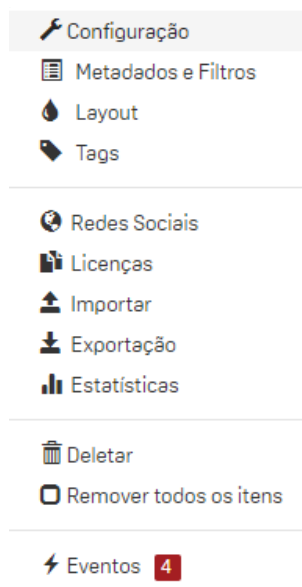 Configuração
Metadados e Filtros
Layout
Tags
Redes Sociais
Licenças
Importar
Exportação
Estatísticas
Deletar
Remover todos os itens
Eventos 4